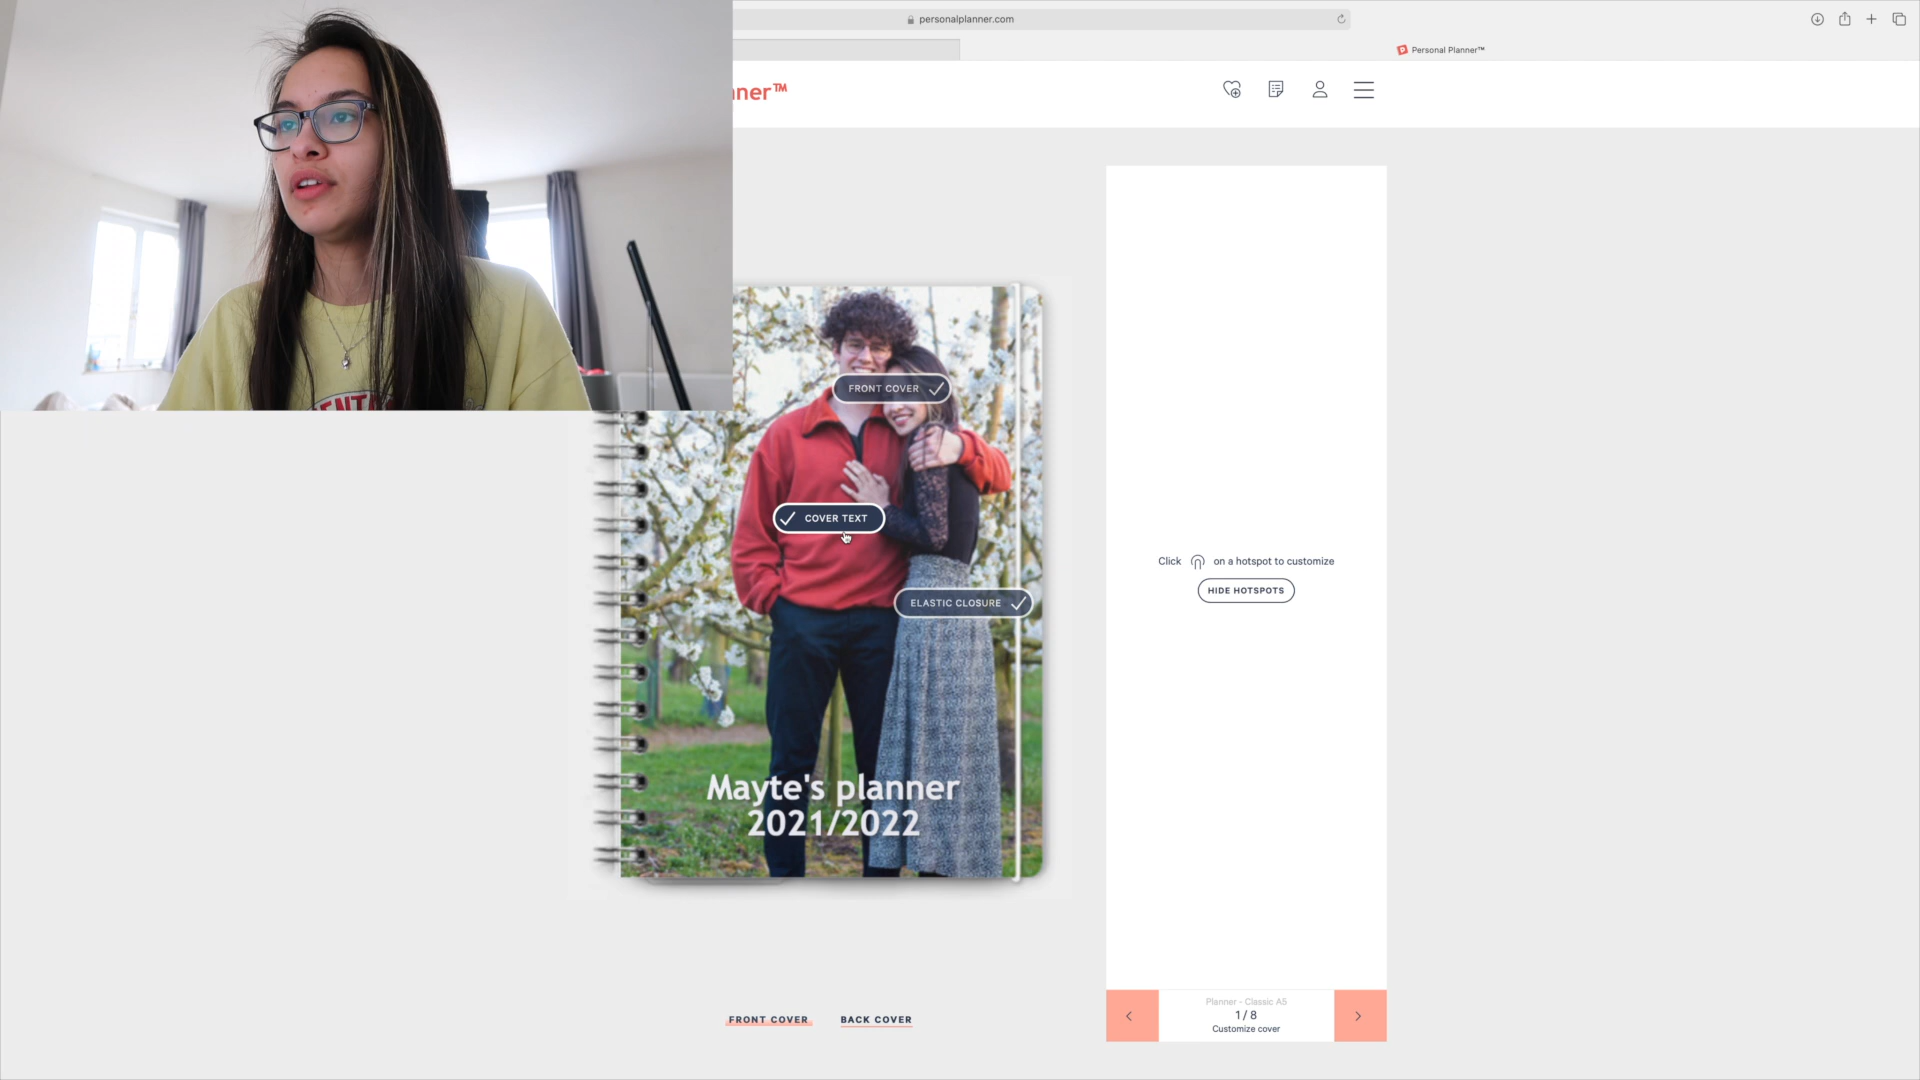 personalplanner.com
Personal Planner™
nner™
FRONT COVER
COVER TEXT
ELASTIC CLOSURE
Mayte's planner
2021/2022
Click on a hotspot to customize
HIDE HOTSPOTS
FRONT COVER
BACK COVER
Planner - Classic A5
1 / 8
Customize cover